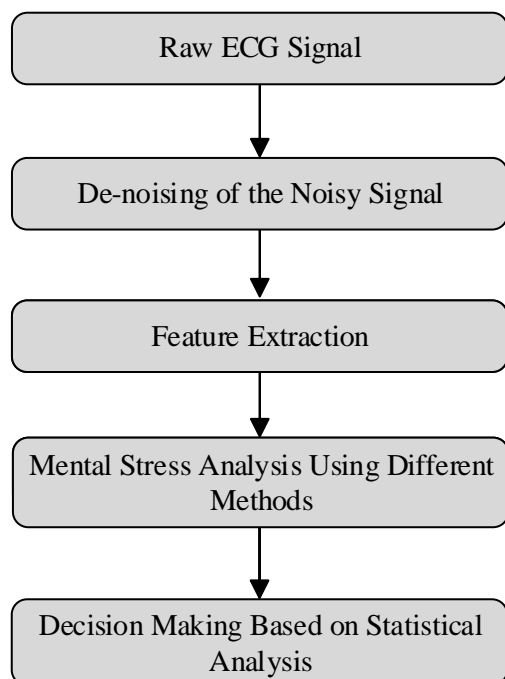 Raw ECG Signal
De-noising of the Noisy Signal
Feature Extraction
Mental Stress Analysis Using Different
Methods
Decision Making Based on Statistical
Analysis